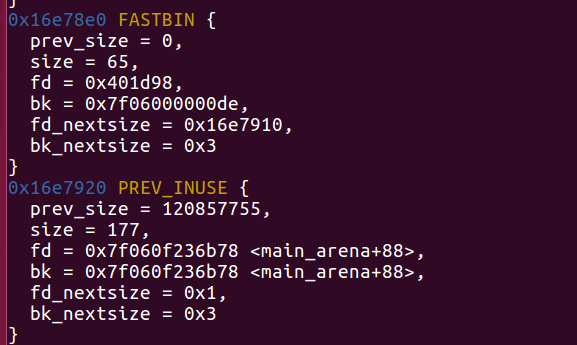 }
0x16e78e0 FASTBIN {
  prev_size = 0,
  size = 65,
  fd = 0x401d98,
  bk = 0x7f06000000de,
  fd_nextsize = 0x16e7910,
  bk_nextsize = 0x3
}
0x16e7920 PREV_INUSE {
  prev_size = 120857755,
  size = 177,
  fd = 0x7f060f236b78 <main_arena+88>,
  bk = 0x7f060f236b78 <main_arena+88>,
  fd_nextsize = 0x1,
  bk_nextsize = 0x3
}